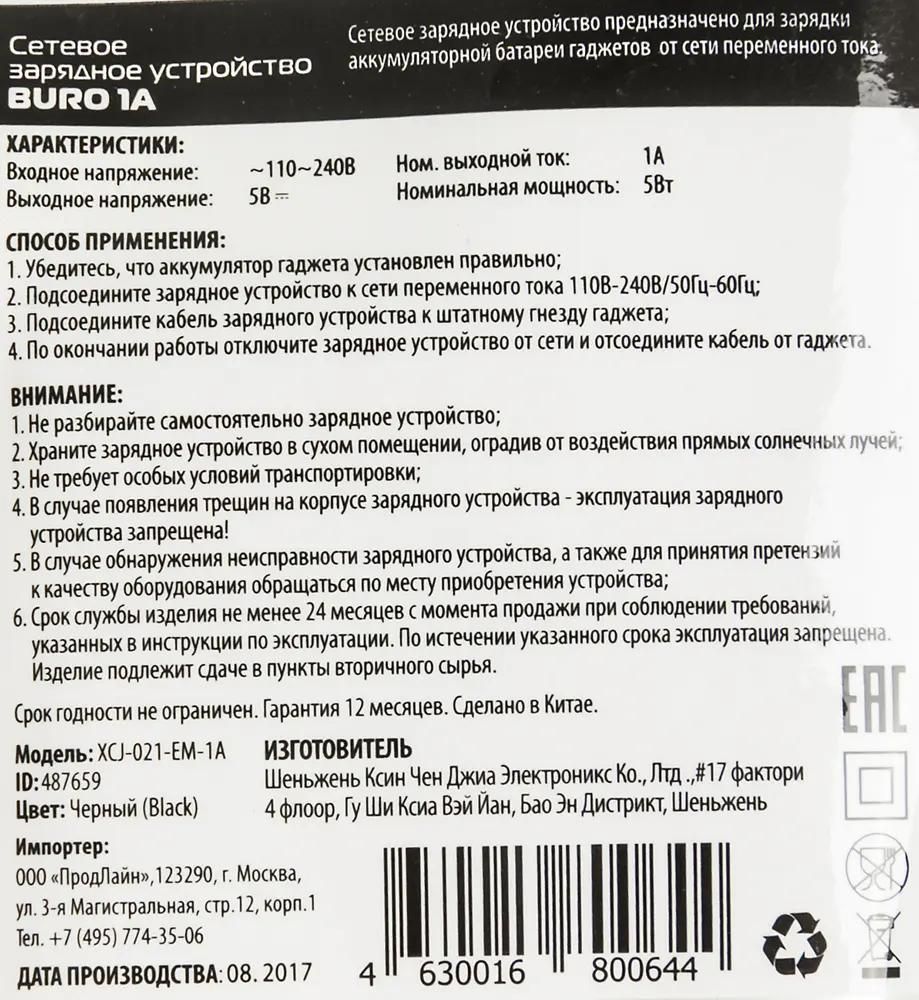 Сетевое
зарядное устройство
BURO 1A
Сетевое зарядное устройство предназначено для зарядки
аккумуляторной батареи гаджетов от сети переменного тока.
ХАРАКТЕРИСТИКИ:
Входное напряжение: ~110~240В
Выходное напряжение: 5В ⎓
Ном. выходной ток: 1А
Номинальная мощность: 5Вт
СПОСОБ ПРИМЕНЕНИЯ:
1. Убедитесь, что аккумулятор гаджета установлен правильно;
2. Подсоедините зарядное устройство к сети переменного тока 110В-240В/50Гц-60Гц;
3. Подсоедините кабель зарядного устройства к штатному гнезду гаджета;
4. По окончании работы отключите зарядное устройство от сети и отсоедините кабель от гаджета.
ВНИМАНИЕ:
1. Не разбирайте самостоятельно зарядное устройство;
2. Храните зарядное устройство в сухом помещении, оградив от воздействия прямых солнечных лучей;
3. Не требует особых условий транспортировки;
4. В случае появления трещин на корпусе зарядного устройства - эксплуатация зарядного
устройства запрещена!
5. В случае обнаружения неисправности зарядного устройства, а также для принятия претензий
к качеству оборудования обращаться по месту приобретения устройства;
6. Срок службы изделия не менее 24 месяцев с момента продажи при соблюдении требований,
указанных в инструкции по эксплуатации. По истечении указанного срока эксплуатация запрещена.
Изделие подлежит сдаче в пункты вторичного сырья.
Срок годности не ограничен. Гарантия 12 месяцев. Сделано в Китае.
EAC
Модель: XCJ-021-EM-1A
ID: 487659
Цвет: Черный (Black)
ИЗГОТОВИТЕЛЬ
Шеньжень Ксин Чен Джиа Электроникс Ко., Лтд .,#17 фактори
4 флоор, Гу Ши Ксиа Вэй Йан, Бао Эн Дистрикт, Шеньжень
Импортер:
ООО «ПродЛайн»,123290, г. Москва,
ул. 3-я Магистральная, стр.12, корп.1
Тел. +7 (495) 774-35-06
ДАТА ПРОИЗВОДСТВА: 08. 2017
4 630016 800644